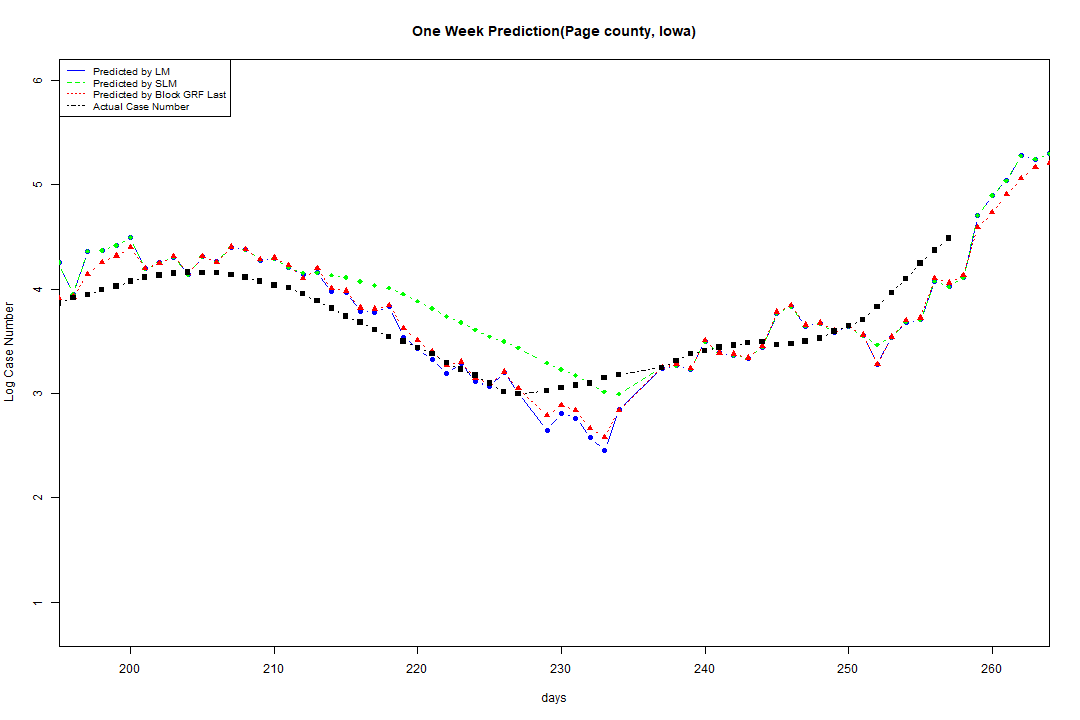 One Week Prediction(Page county, Iowa)
Predicted by LM
Predicted by SLM
Predicted by Block GRF Last
Actual Case Number
6
5
4
3
2
1
Log Case Number
200 210 220 230 240 250 260
days